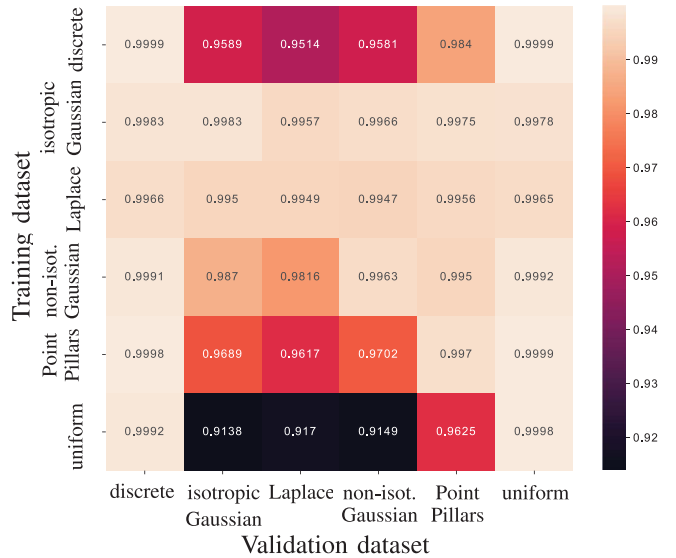 Training dataset
discrete
0.9999 0.9589 0.9514 0.9581 0.984 0.9999
isotropic
Gaussian
0.9983 0.9983 0.9957 0.9966 0.9975 0.9978
Laplace
0.9966 0.995 0.9949 0.9947 0.9956 0.9965
non-isot.
Gaussian
0.9991 0.987 0.9816 0.9963 0.995 0.9992
Point
Pillars
0.9998 0.9689 0.9617 0.9702 0.997 0.9999
uniform
0.9992 0.9138 0.917 0.9149 0.9625 0.9998
discrete isotropic Laplace non-isot. Point uniform
Gaussian Gaussian Pillars
Validation dataset
0.99
0.98
0.97
0.96
0.95
0.94
0.93
0.92